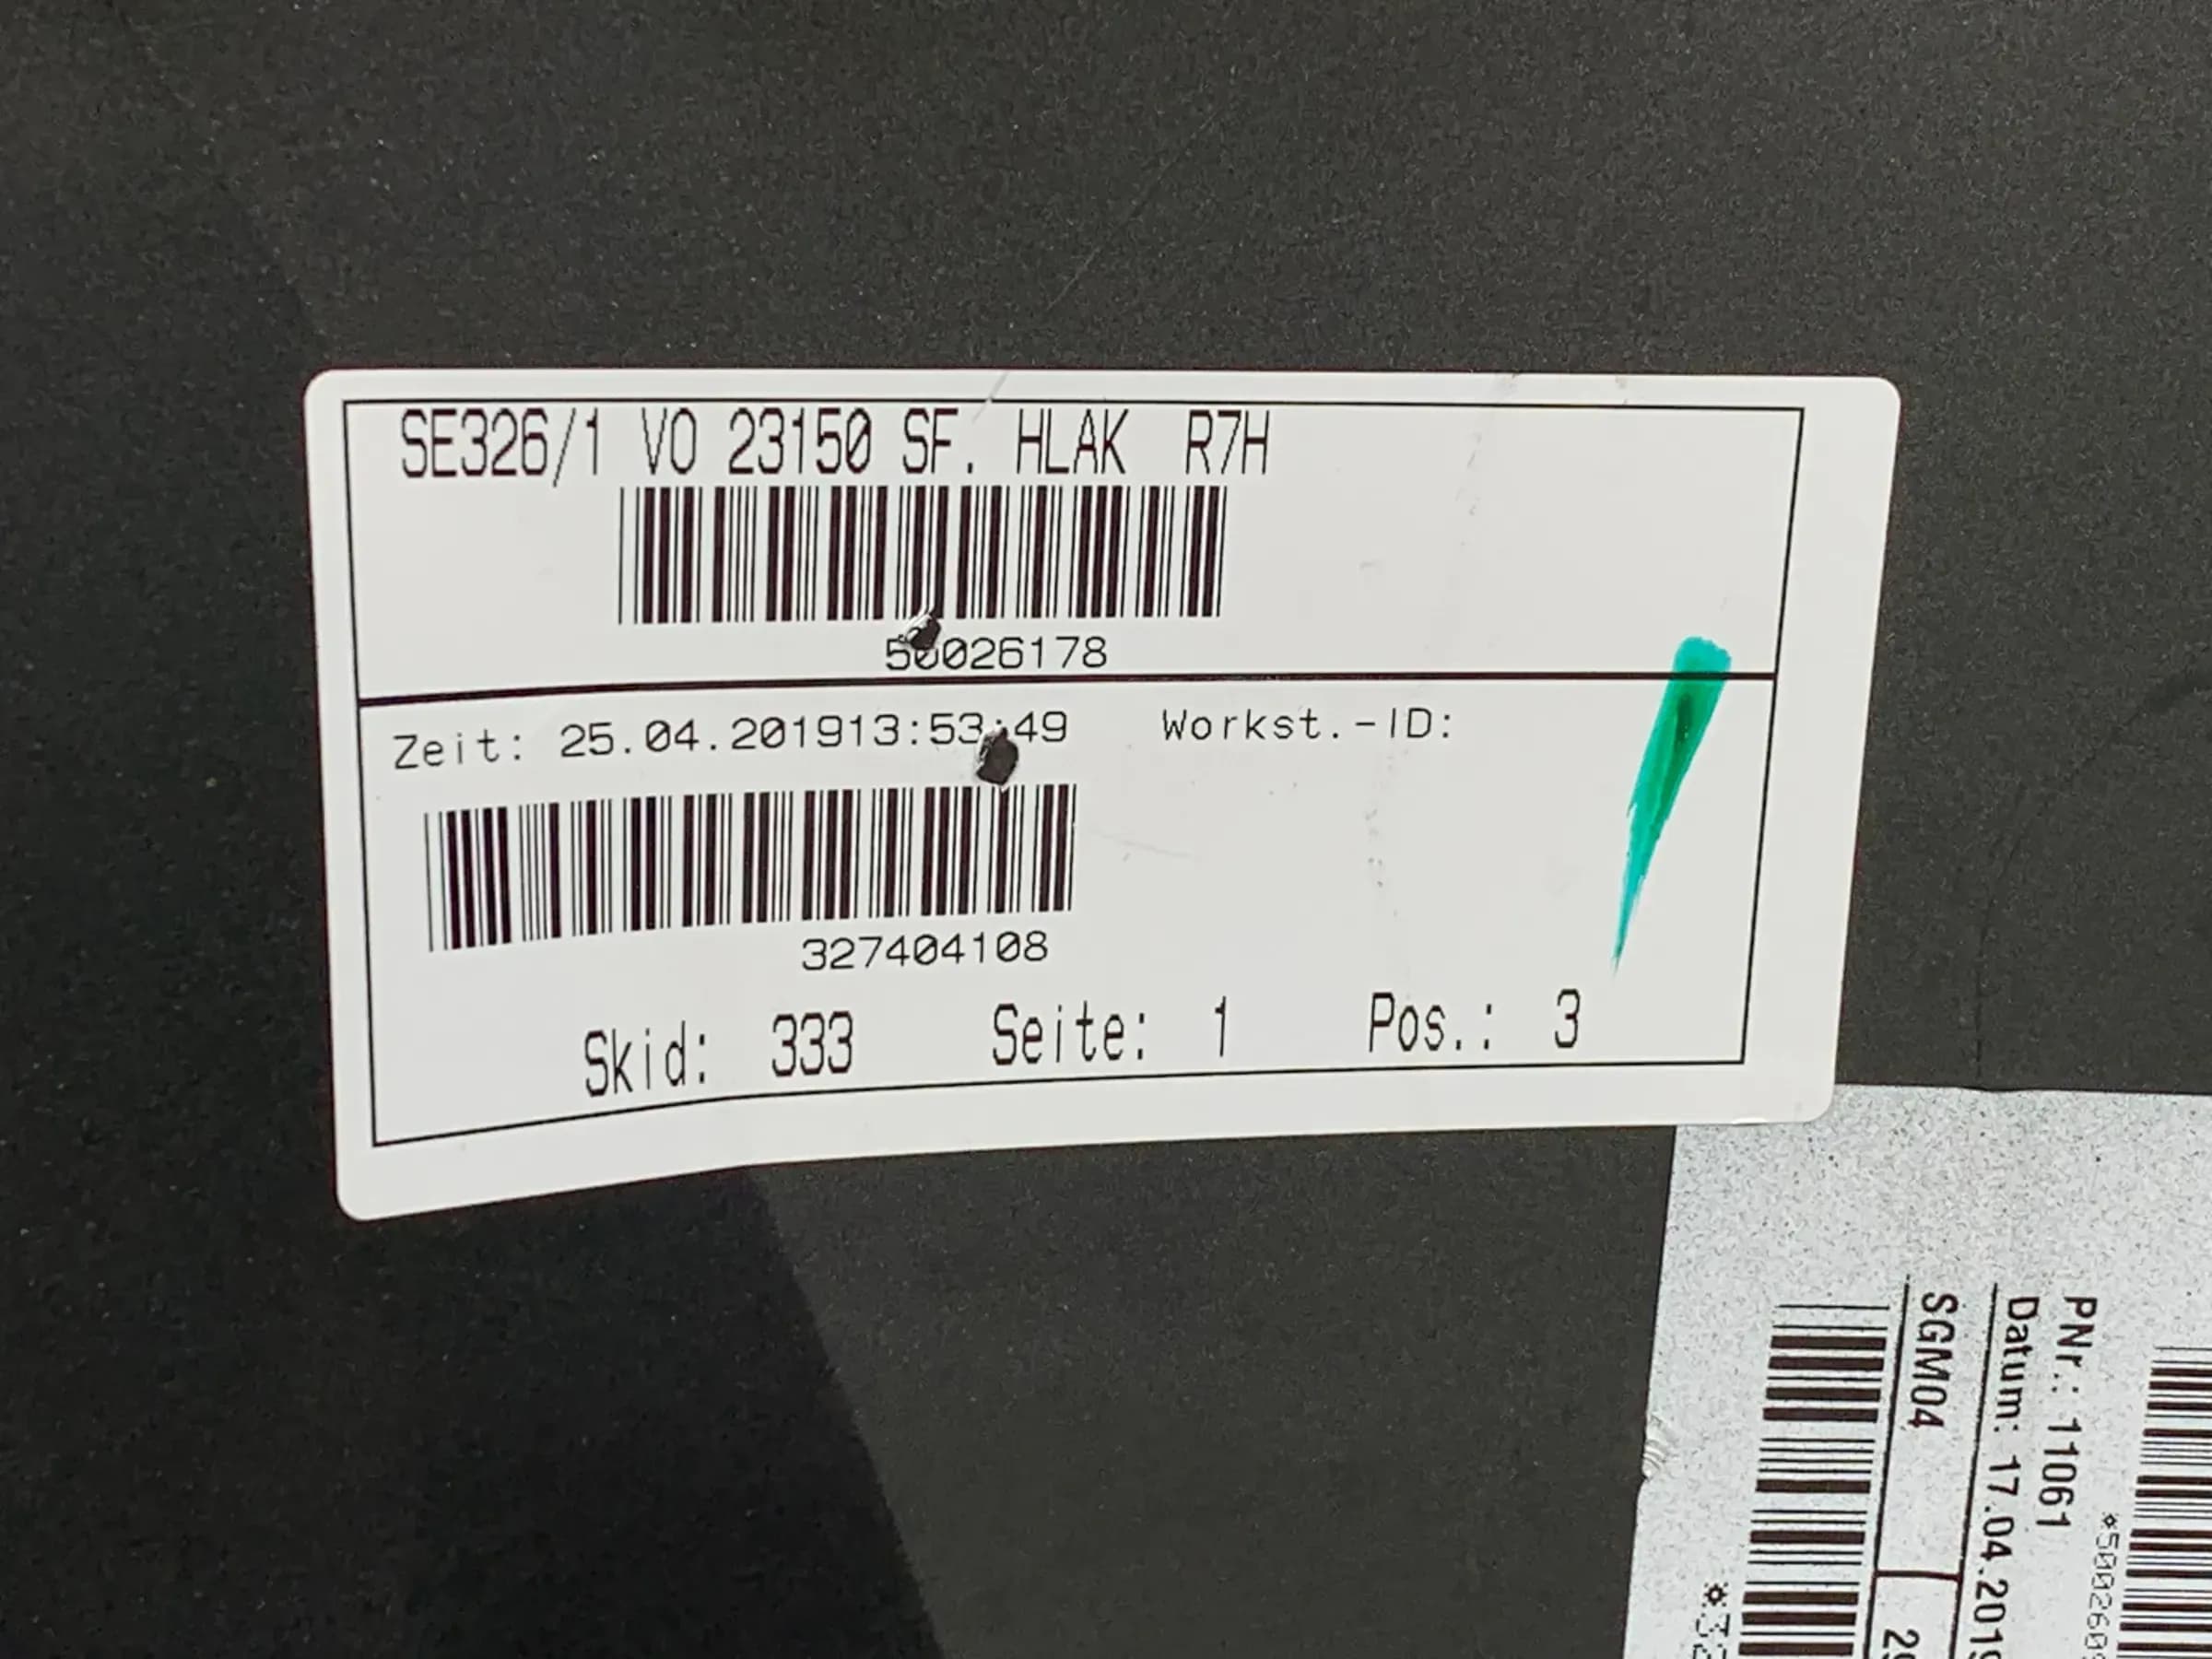 SE326/1 VO 23150 SF. HLAK R7H
50026178
Zeit: 25.04.201913:53:49 Workst.-ID:
327404108
Skid: 333 Seite: 1 Pos.: 3
PNr.: 11061
Datum: 17.04.2019
SGM04